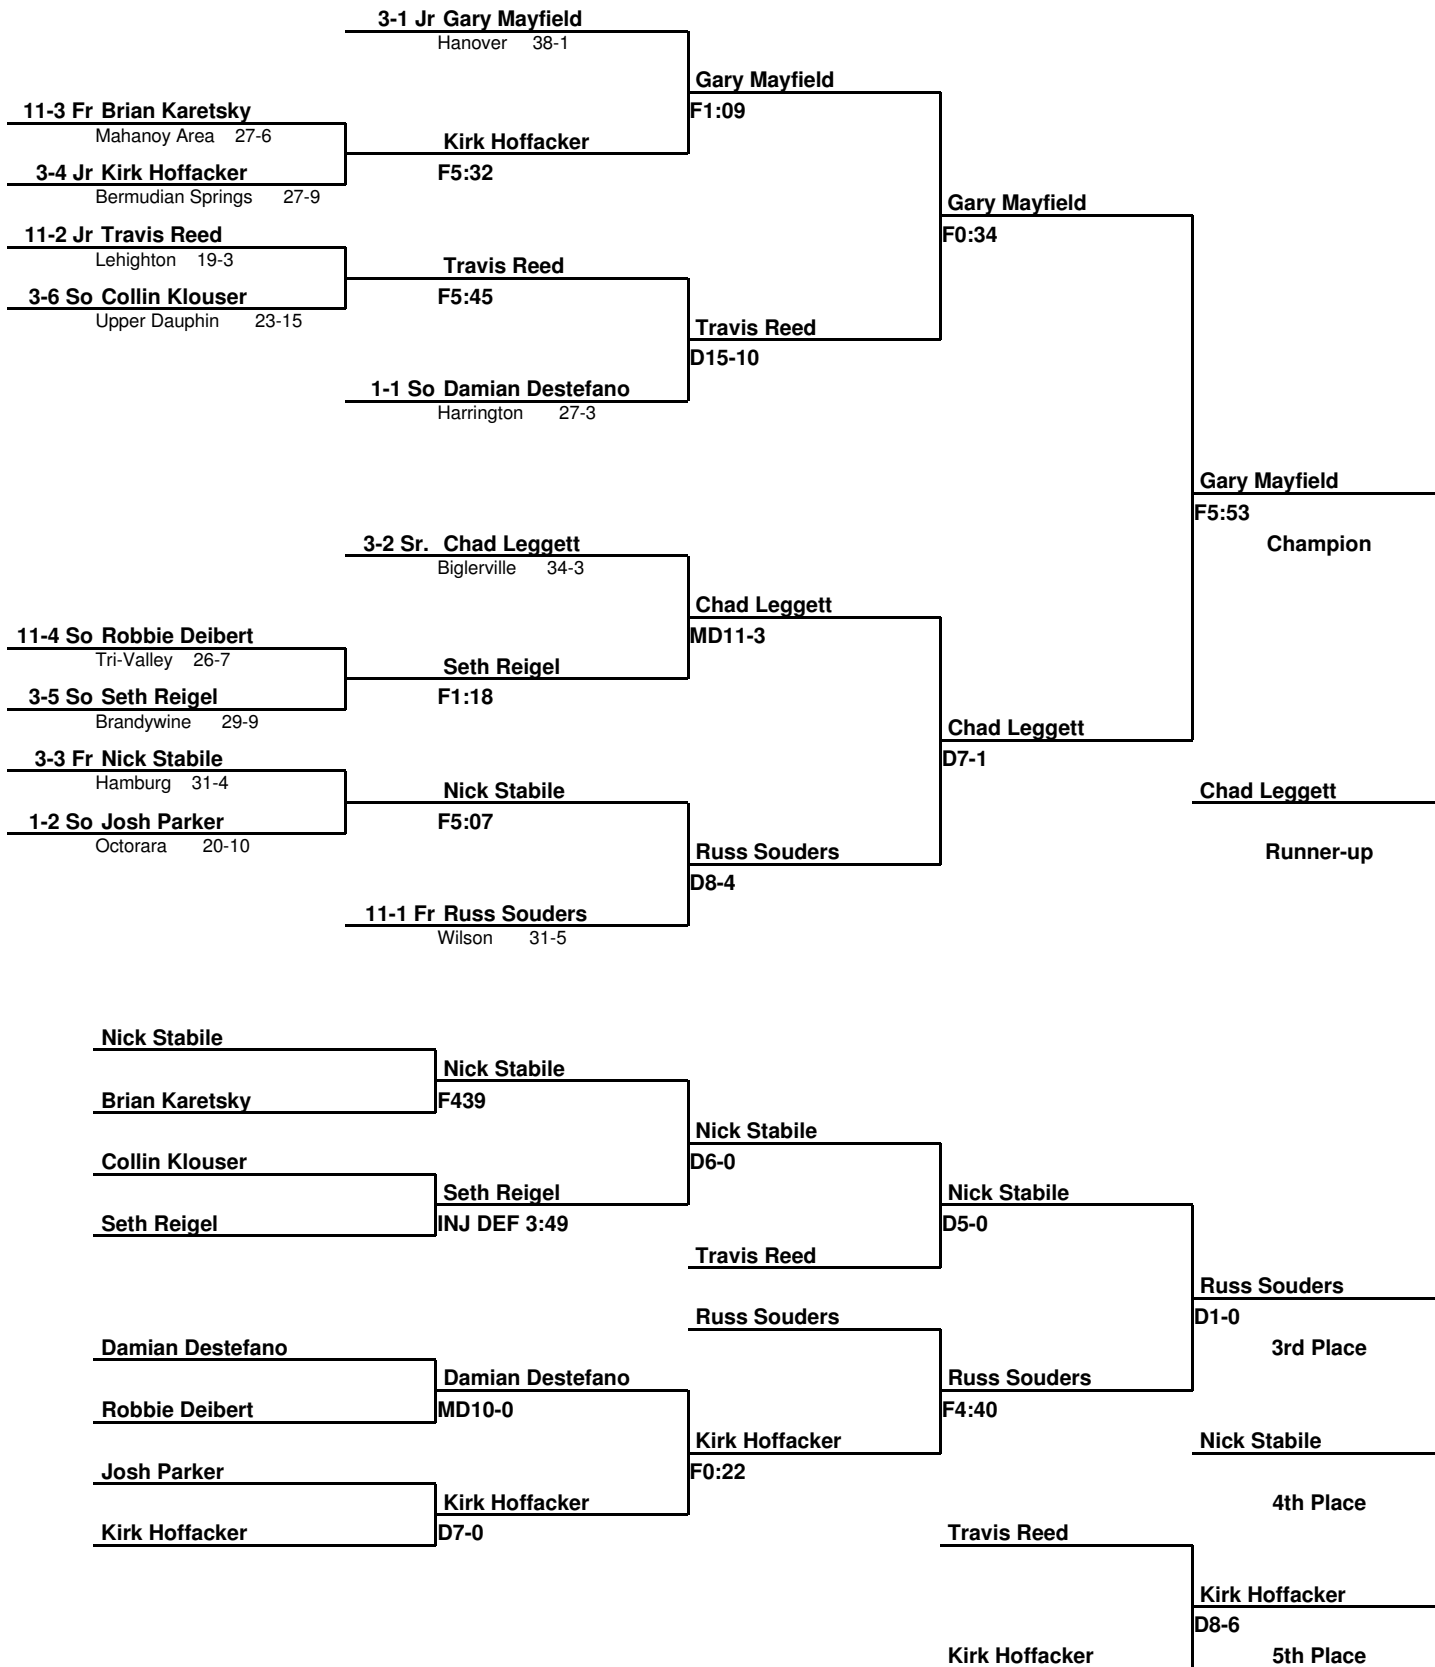 3-1 Jr Gary Mayfield
Hanover 38-1
Gary Mayfield
11-3 Fr Brian Karetsky F1:09
Mahanoy Area 27-6 Kirk Hoffacker
3-4 Jr Kirk Hoffacker F5:32
Bermudian Springs 27-9 Gary Mayfield
11-2 Jr Travis Reed F0:34
Lehighton 19-3 Travis Reed
3-6 So Collin Klouser F5:45
Upper Dauphin 23-15 Travis Reed
D15-10
1-1 So Damian Destefano
Harrington 27-3
Gary Mayfield
F5:53
3-2 Sr. Chad Leggett Champion
Biglerville 34-3
Chad Leggett
11-4 So Robbie Deibert MD11-3
Tri-Valley 26-7 Seth Reigel
3-5 So Seth Reigel F1:18
Brandywine 29-9 Chad Leggett
3-3 Fr Nick Stabile D7-1
Hamburg 31-4 Nick Stabile Chad Leggett
1-2 So Josh Parker F5:07
Octorara 20-10 Russ Souders Runner-up
D8-4
11-1 Fr Russ Souders
Wilson 31-5
Nick Stabile
Nick Stabile
Brian Karetsky F439
Nick Stabile
Collin Klouser D6-0
Seth Reigel Nick Stabile
Seth Reigel INJ DEF 3:49 D5-0
Travis Reed
Russ Souders
Russ Souders D1-0
Damian Destefano 3rd Place
Damian Destefano Russ Souders
Robbie Deibert MD10-0 F4:40
Kirk Hoffacker Nick Stabile
Josh Parker F0:22
Kirk Hoffacker 4th Place
Kirk Hoffacker D7-0 Travis Reed
Kirk Hoffacker
D8-6
Kirk Hoffacker 5th Place